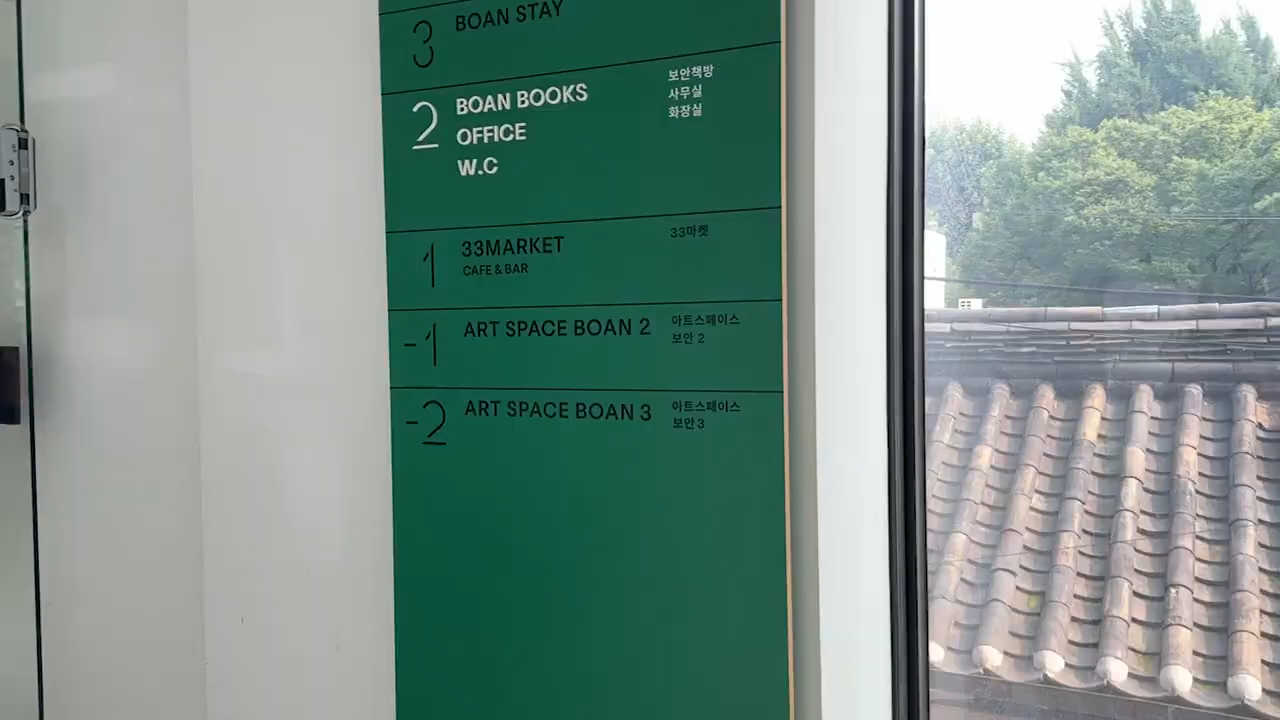 3 BOAN STAY
2 BOAN BOOKS 보안책방
OFFICE 사무실
W.C 화장실
1 33MARKET 33마켓
CAFE & BAR
-1 ART SPACE BOAN 2 아트스페이스
보안 2
-2 ART SPACE BOAN 3 아트스페이스
보안 3